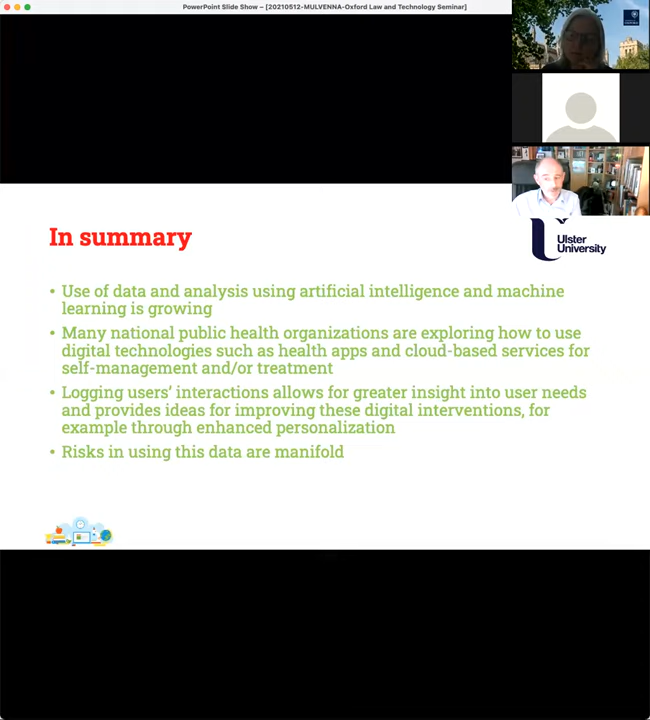 PowerPoint Slide Show – [20210512-MULVENNA-Oxford Law and Technology Seminar]
In summary
Ulster
University
• Use of data and analysis using artificial intelligence and machine
learning is growing
• Many national public health organizations are exploring how to use
digital technologies such as health apps and cloud-based services for
self-management and/or treatment
• Logging users’ interactions allows for greater insight into user needs
and provides ideas for improving these digital interventions, for
example through enhanced personalization
• Risks in using this data are manifold